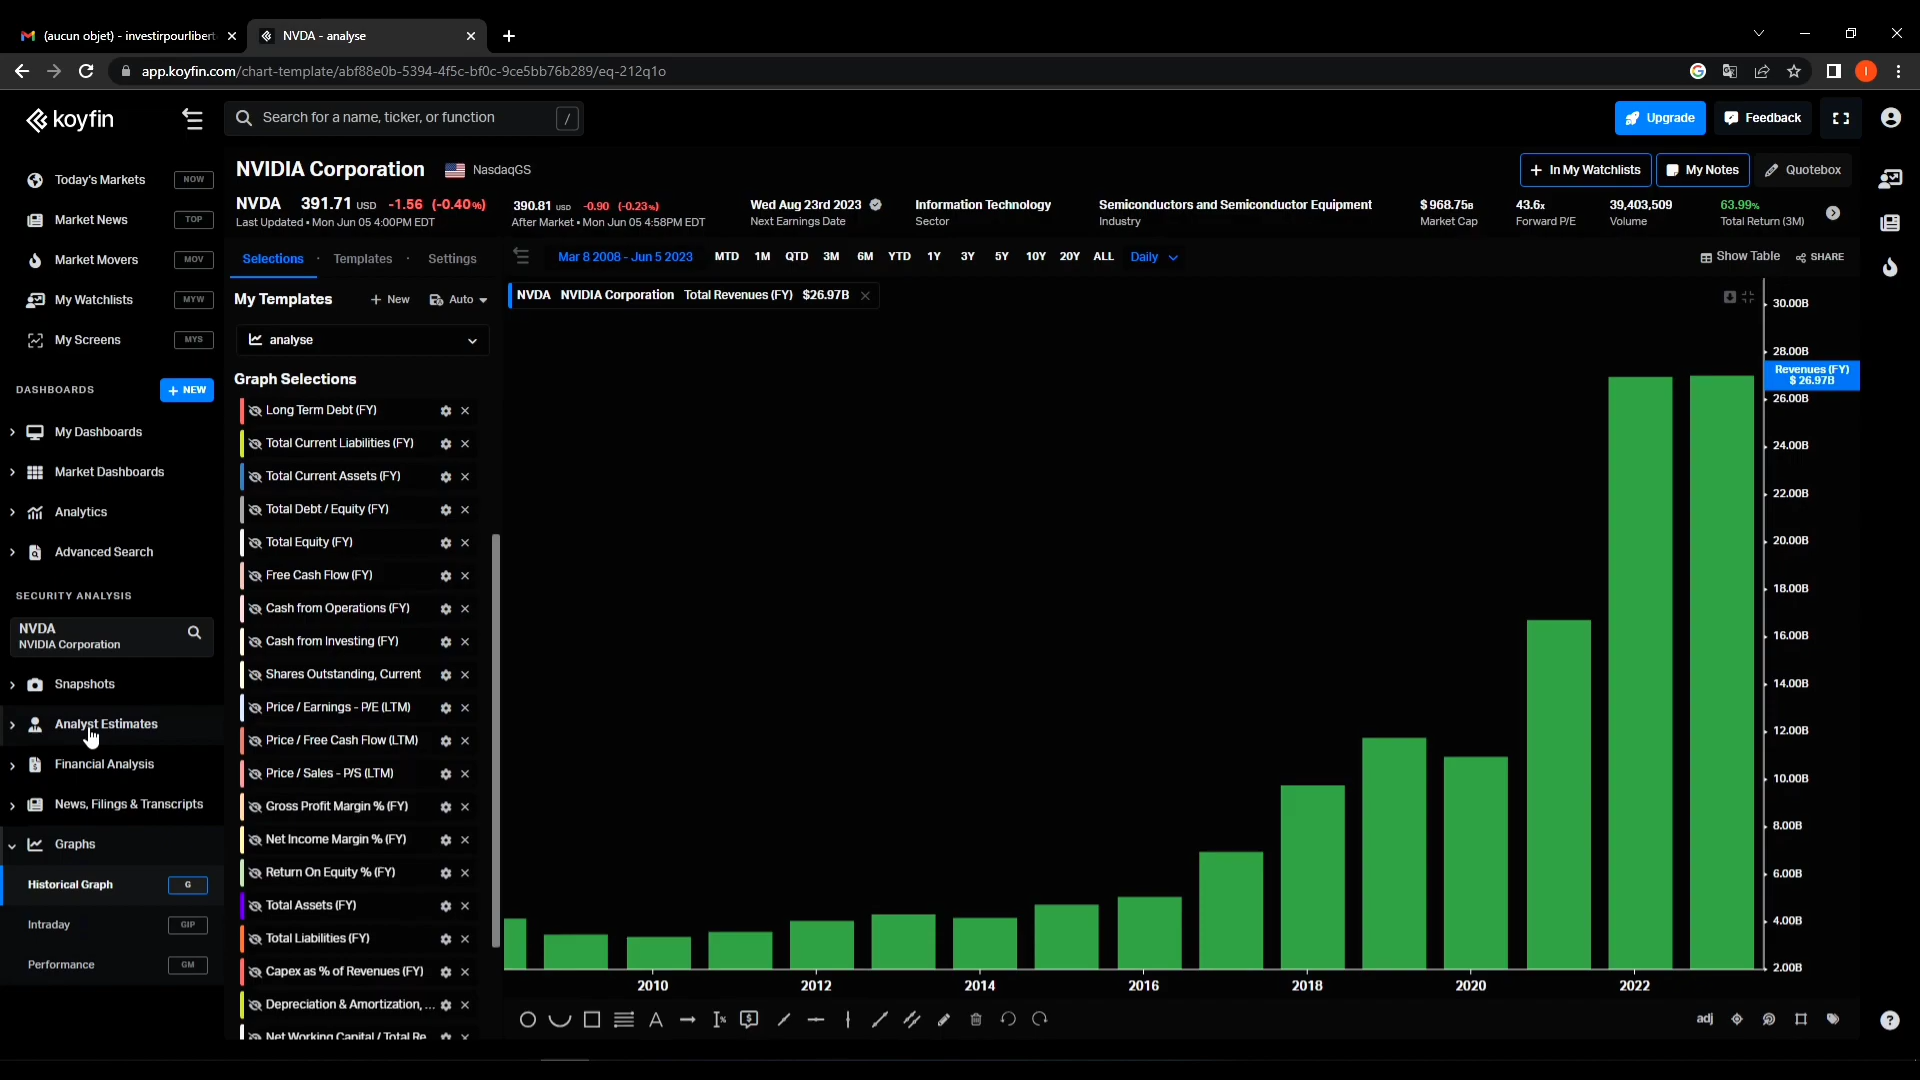 (aucun objet) - investirpourlibert
NVDA - analyse
app.koyfin.com/chart-template/abf88e0b-5394-4f5c-bf0c-9ce5bb76b289/eq-212q1o
I
koyfin
Search for a name, ticker, or function
/
Upgrade
Feedback
Today's Markets NOW
Market News TOP
Market Movers MOV
My Watchlists MYW
My Screens MYS
DASHBOARDS + NEW
My Dashboards
Market Dashboards
Analytics
Advanced Search
SECURITY ANALYSIS
NVDA
NVIDIA Corporation
Snapshots
Analyst Estimates
Financial Analysis
News, Filings & Transcripts
Graphs
Historical Graph G
Intraday GIP
Performance GM
NVIDIA Corporation NasdaqGS
+ In My Watchlists
My Notes
Quotebox
NVDA 391.71 USD -1.56 (-0.40%)
Last Updated • Mon Jun 05 4:00PM EDT
390.81 USD -0.90 (-0.23%)
After Market • Mon Jun 05 4:58PM EDT
Wed Aug 23rd 2023
Next Earnings Date
Information Technology
Sector
Semiconductors and Semiconductor Equipment
Industry
$ 968.75B
Market Cap
43.6x
Forward P/E
39,403,509
Volume
63.99%
Total Return (3M)
Selections · Templates · Settings
My Templates + New Auto
analyse
Graph Selections
Long Term Debt (FY)
Total Current Liabilities (FY)
Total Current Assets (FY)
Total Debt / Equity (FY)
Total Equity (FY)
Free Cash Flow (FY)
Cash from Operations (FY)
Cash from Investing (FY)
Shares Outstanding, Current
Price / Earnings - P/E (LTM)
Price / Free Cash Flow (LTM)
Price / Sales - P/S (LTM)
Gross Profit Margin % (FY)
Net Income Margin % (FY)
Return On Equity % (FY)
Total Assets (FY)
Total Liabilities (FY)
Capex as % of Revenues (FY)
Depreciation & Amortization, ...
Net Working Capital / Total Re
Mar 8 2008 - Jun 5 2023 MTD 1M QTD 3M 6M YTD 1Y 3Y 5Y 10Y 20Y ALL Daily
Show Table
SHARE
NVDA NVIDIA Corporation Total Revenues (FY) $26.97B
30.00B
28.00B
Revenues (FY)
$ 26.97B
26.00B
24.00B
22.00B
20.00B
18.00B
16.00B
14.00B
12.00B
10.00B
8.00B
6.00B
4.00B
2.00B
2010 2012 2014 2016 2018 2020 2022
adj
?